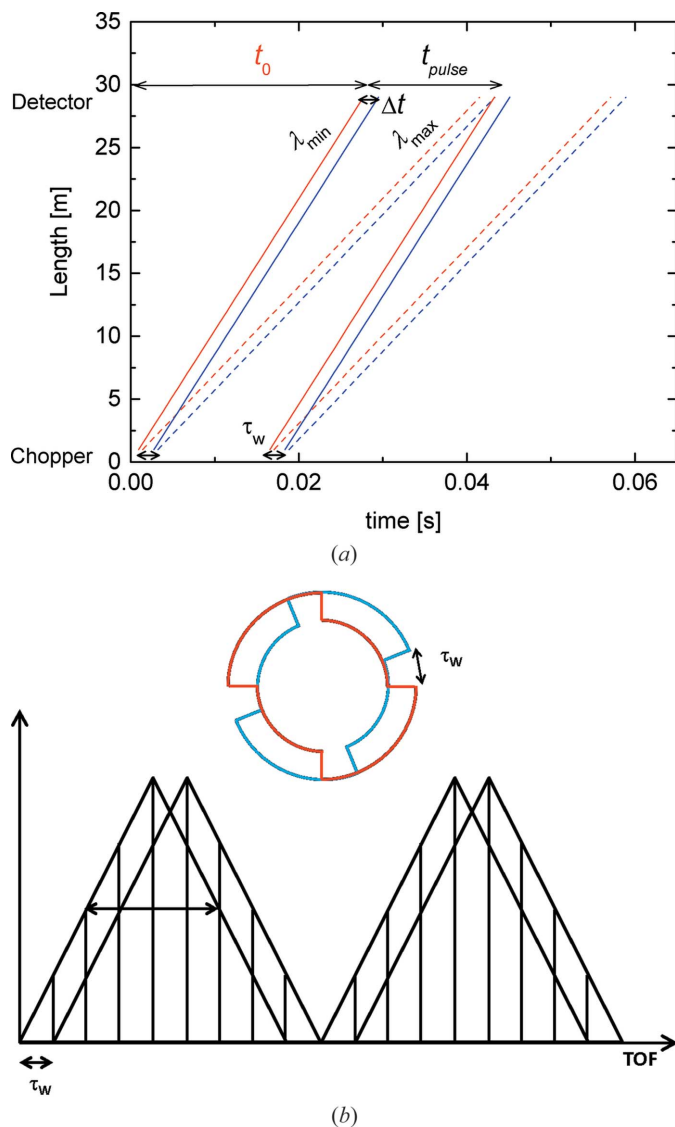 35
t0
tpulse
30
Detector
Δt
λmin
λmax
25
20
Length [m]
15
10
5
τw
Chopper
0
0.00
0.02
0.04
0.06
time [s]
(a)
τw
τw
TOF
(b)